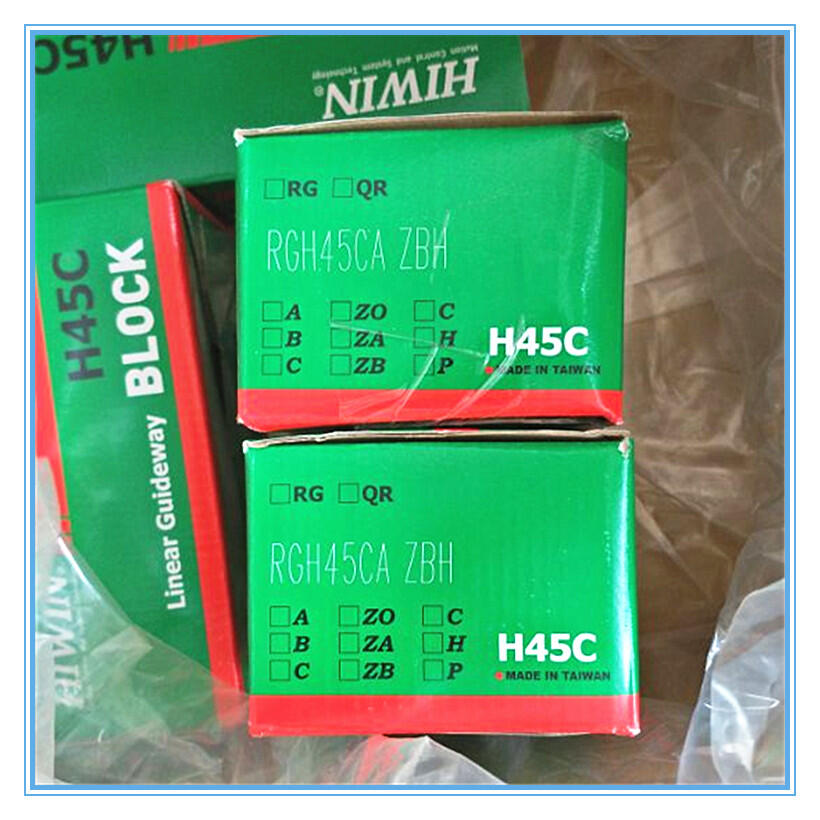 H45C
HIWIN®
Motion Control and System Technology
H45C
BLOCK
Linear Guideway
HIWIN
□RG □QR
RGH45CA ZBH
□A □ZO □C
□B □ZA □H
□C □ZB □P
H45C
MADE IN TAIWAN
□RG □QR
RGH45CA ZBH
□A □ZO □C
□B □ZA □H
□C □ZB □P
H45C
MADE IN TAIWAN